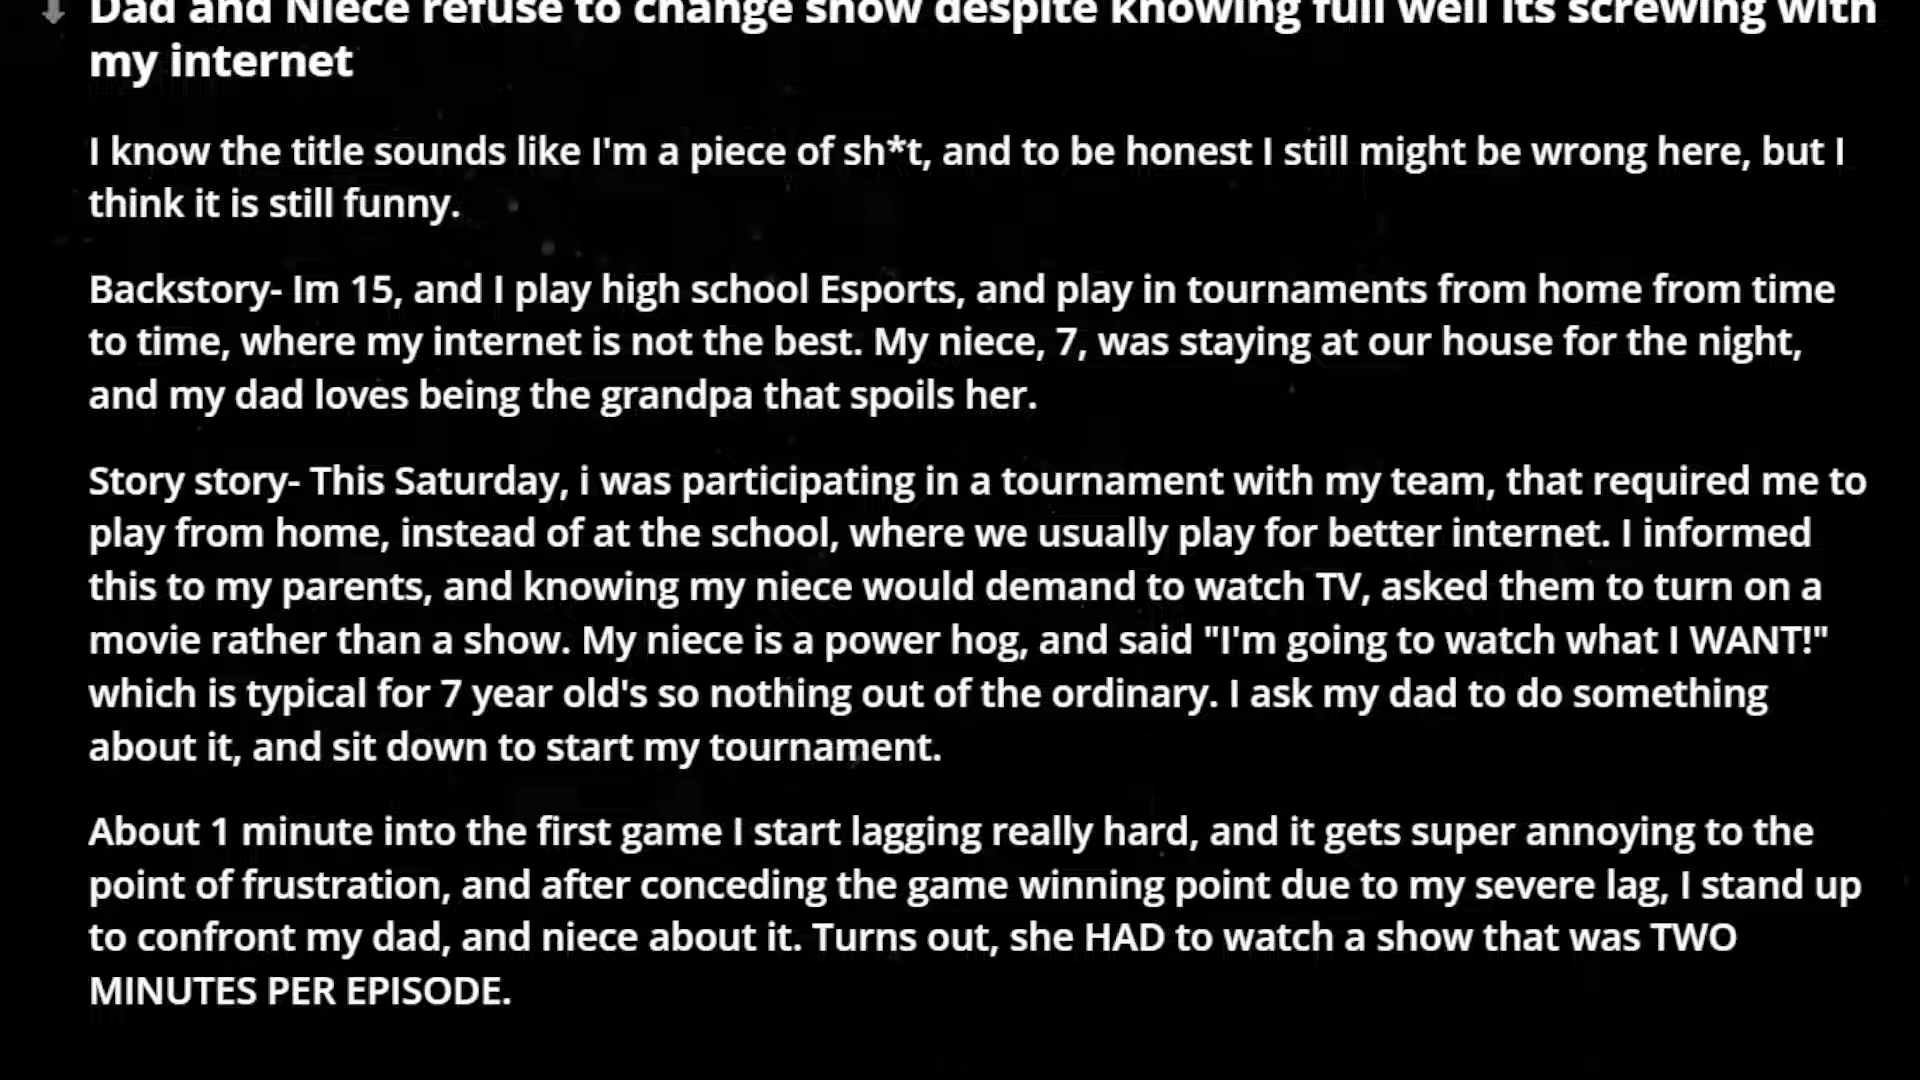 Dad and Niece refuse to change show despite knowing full well its screwing with
my internet
I know the title sounds like I'm a piece of sh*t, and to be honest I still might be wrong here, but I
think it is still funny.
Backstory- Im 15, and I play high school Esports, and play in tournaments from home from time
to time, where my internet is not the best. My niece, 7, was staying at our house for the night,
and my dad loves being the grandpa that spoils her.
Story story- This Saturday, i was participating in a tournament with my team, that required me to
play from home, instead of at the school, where we usually play for better internet. I informed
this to my parents, and knowing my niece would demand to watch TV, asked them to turn on a
movie rather than a show. My niece is a power hog, and said "I'm going to watch what I WANT!"
which is typical for 7 year old's so nothing out of the ordinary. I ask my dad to do something
about it, and sit down to start my tournament.
About 1 minute into the first game I start lagging really hard, and it gets super annoying to the
point of frustration, and after conceding the game winning point due to my severe lag, I stand up
to confront my dad, and niece about it. Turns out, she HAD to watch a show that was TWO
MINUTES PER EPISODE.